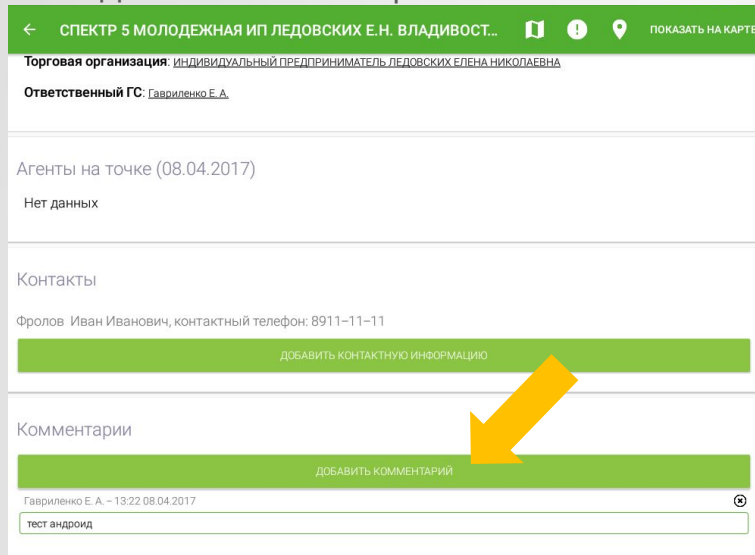 СПЕКТР 5 МОЛОДЕЖНАЯ ИП ЛЕДОВСКИХ Е.Н. ВЛАДИВОСТ... ПОКАЗАТЬ НА КАРТЕ
Торговая организация: ИНДИВИДУАЛЬНЫЙ ПРЕДПРИНИМАТЕЛЬ ЛЕДОВСКИХ ЕЛЕНА НИКОЛАЕВНА
Ответственный ГС: Гавриленко Е. А.
Агенты на точке (08.04.2017)
Нет данных
Контакты
Фролов Иван Иванович, контактный телефон: 8911-11-11
ДОБАВИТЬ КОНТАКТНУЮ ИНФОРМАЦИЮ
Комментарии
ДОБАВИТЬ КОММЕНТАРИЙ
Гавриленко Е. А. – 13:22 08.04.2017
тест андроид